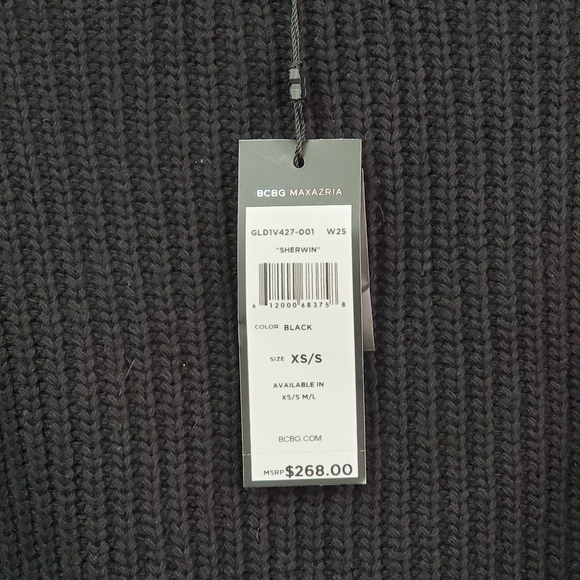 BCBG MAXAZRIA
GLD1V427-001 W25
"SHERWIN"
6 12000 68375 8
COLOR BLACK
SIZE XS/S
AVAILABLE IN
XS/S M/L
BCBG.COM
MSRP $268.00